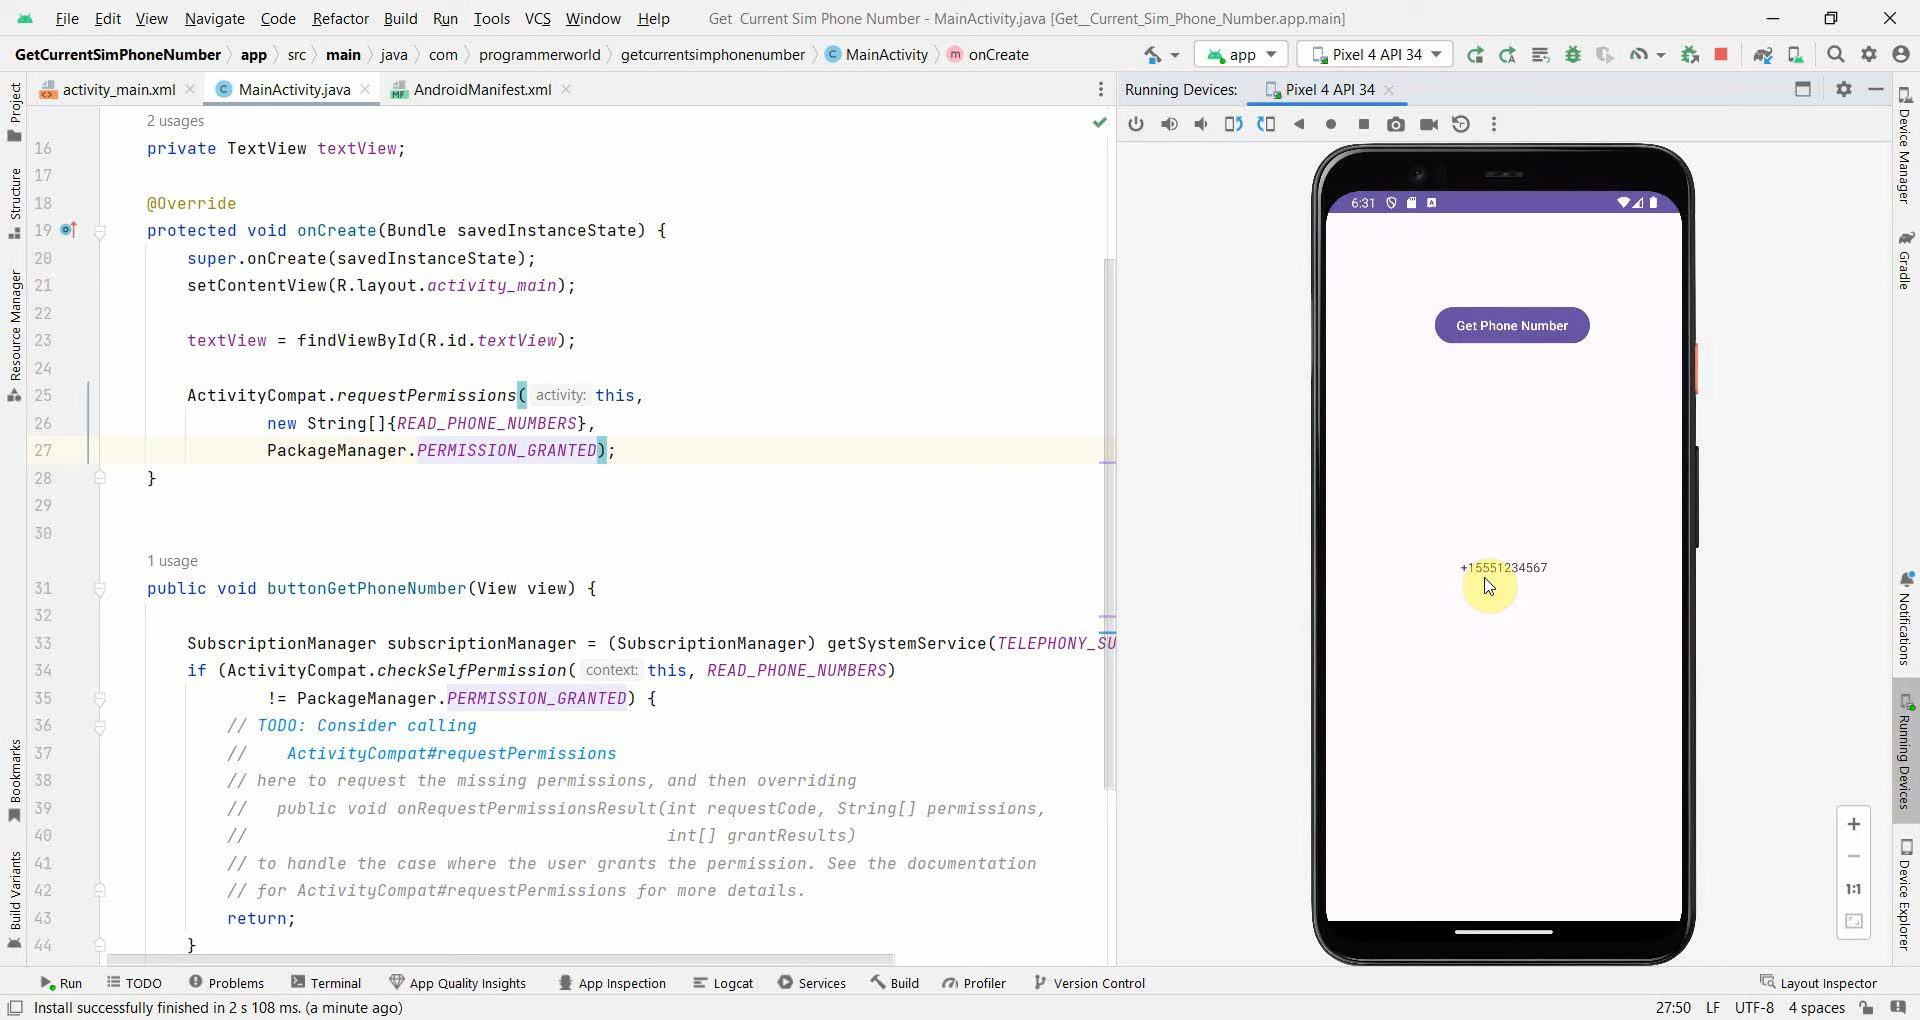 File Edit View Navigate Code Refactor Build Run Tools VCS Window Help Get Current Sim Phone Number - MainActivity.java [Get__Current_Sim_Phone_Number.app.main]
GetCurrentSimPhoneNumber app src main java com programmerworld getcurrentsimphonenumber C MainActivity m onCreate app Pixel 4 API 34
activity_main.xml C MainActivity.java MF AndroidManifest.xml Running Devices: Pixel 4 API 34
2 usages
16 private TextView textView;
17
18 @Override
19 protected void onCreate(Bundle savedInstanceState) {
20 super.onCreate(savedInstanceState);
21 setContentView(R.layout.activity_main);
22
23 textView = findViewById(R.id.textView);
24
25 ActivityCompat.requestPermissions( activity: this,
26 new String[]{READ_PHONE_NUMBERS},
27 PackageManager.PERMISSION_GRANTED);
28 }
29
30
1 usage
31 public void buttonGetPhoneNumber(View view) {
32
33 SubscriptionManager subscriptionManager = (SubscriptionManager) getSystemService(TELEPHONY_SU
34 if (ActivityCompat.checkSelfPermission( context: this, READ_PHONE_NUMBERS)
35 != PackageManager.PERMISSION_GRANTED) {
36 // TODO: Consider calling
37 // ActivityCompat#requestPermissions
38 // here to request the missing permissions, and then overriding
39 // public void onRequestPermissionsResult(int requestCode, String[] permissions,
40 // int[] grantResults)
41 // to handle the case where the user grants the permission. See the documentation
42 // for ActivityCompat#requestPermissions for more details.
43 return;
44 }
6:31
Get Phone Number
+15551234567
1:1
Project
Structure
Resource Manager
Bookmarks
Build Variants
Device Manager
Gradle
Notifications
Running Devices
Device Explorer
Run TODO Problems Terminal App Quality Insights App Inspection Logcat Services Build Profiler Version Control Layout Inspector
Install successfully finished in 2 s 108 ms. (a minute ago) 27:50 LF UTF-8 4 spaces